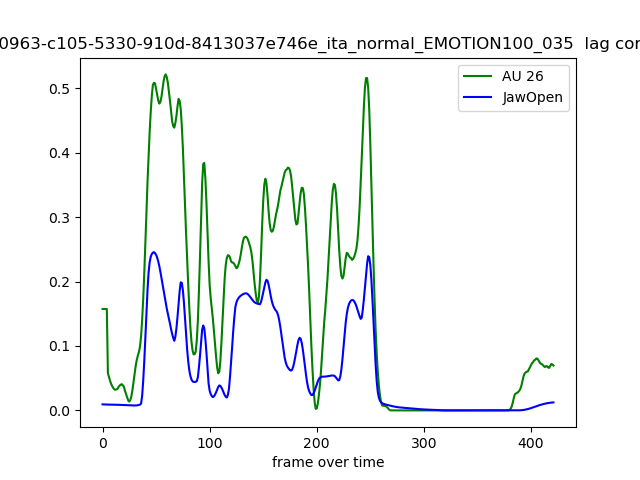 0963-c105-5330-910d-8413037e746e_ita_normal_EMOTION100_035 lag cor
AU 26
JawOpen
0.5
0.4
0.3
0.2
0.1
0.0
0 100 200 300 400
frame over time